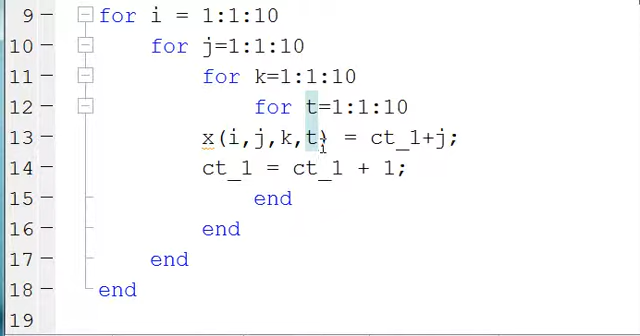 9 for i = 1:1:10
10 for j=1:1:10
11 for k=1:1:10
12 for t=1:1:10
13 x(i,j,k,t) = ct_1+j;
14 ct_1 = ct_1 + 1;
15 end
16 end
17 end
18 end
19